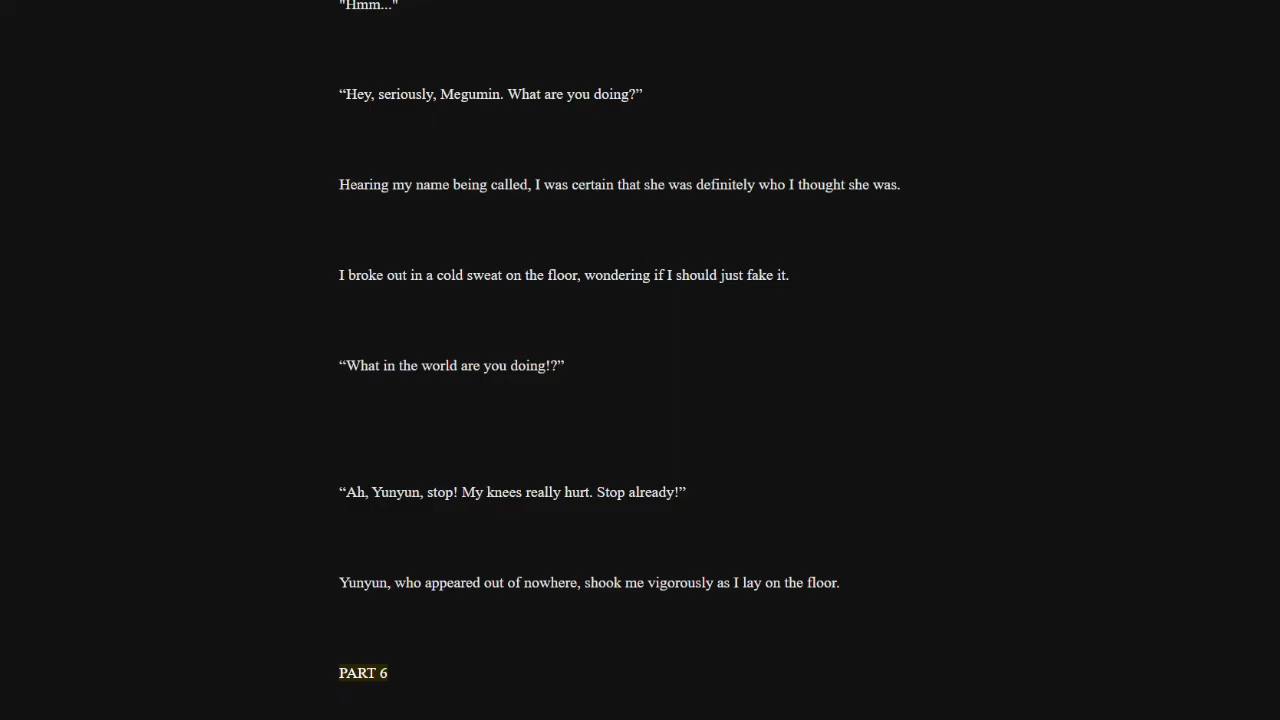 "Hmm..."
“Hey, seriously, Megumin. What are you doing?”
Hearing my name being called, I was certain that she was definitely who I thought she was.
I broke out in a cold sweat on the floor, wondering if I should just fake it.
“What in the world are you doing!?”
“Ah, Yunyun, stop! My knees really hurt. Stop already!”
Yunyun, who appeared out of nowhere, shook me vigorously as I lay on the floor.
PART 6